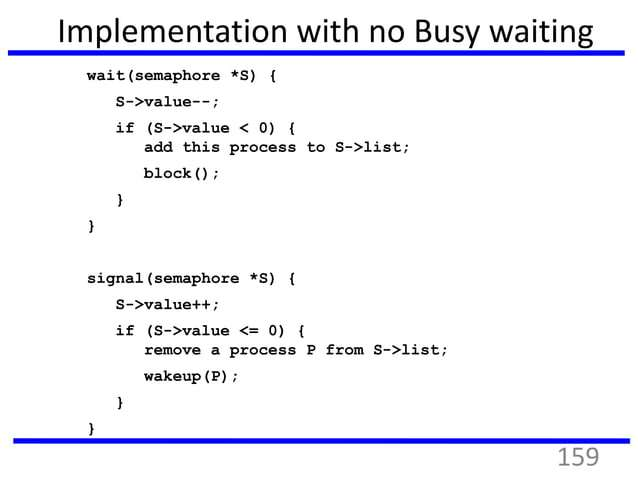 Implementation with no Busy waiting
wait(semaphore *S) {
S->value--;
if (S->value < 0) {
add this process to S->list;
block();
}
}
signal(semaphore *S) {
S->value++;
if (S->value <= 0) {
remove a process P from S->list;
wakeup(P);
}
}
159